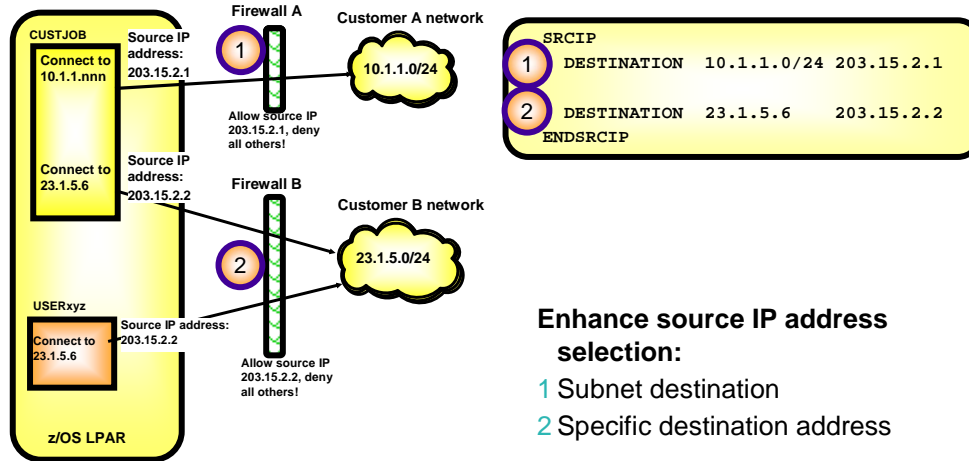 CUSTJOB
Connect to
10.1.1.nnn
Source IP
address:
203.15.2.1
Firewall A
1
Allow source IP
203.15.2.1, deny
all others!
Customer A network
10.1.1.0/24
Connect to
23.1.5.6
Source IP
address:
203.15.2.2
Firewall B
2
Allow source IP
203.15.2.2, deny
all others!
Customer B network
23.1.5.0/24
USERxyz
Connect to
23.1.5.6
Source IP address:
203.15.2.2
z/OS LPAR
SRCIP
1 DESTINATION 10.1.1.0/24 203.15.2.1
2 DESTINATION 23.1.5.6 203.15.2.2
ENDSRCIP
Enhance source IP address
selection:
1 Subnet destination
2 Specific destination address